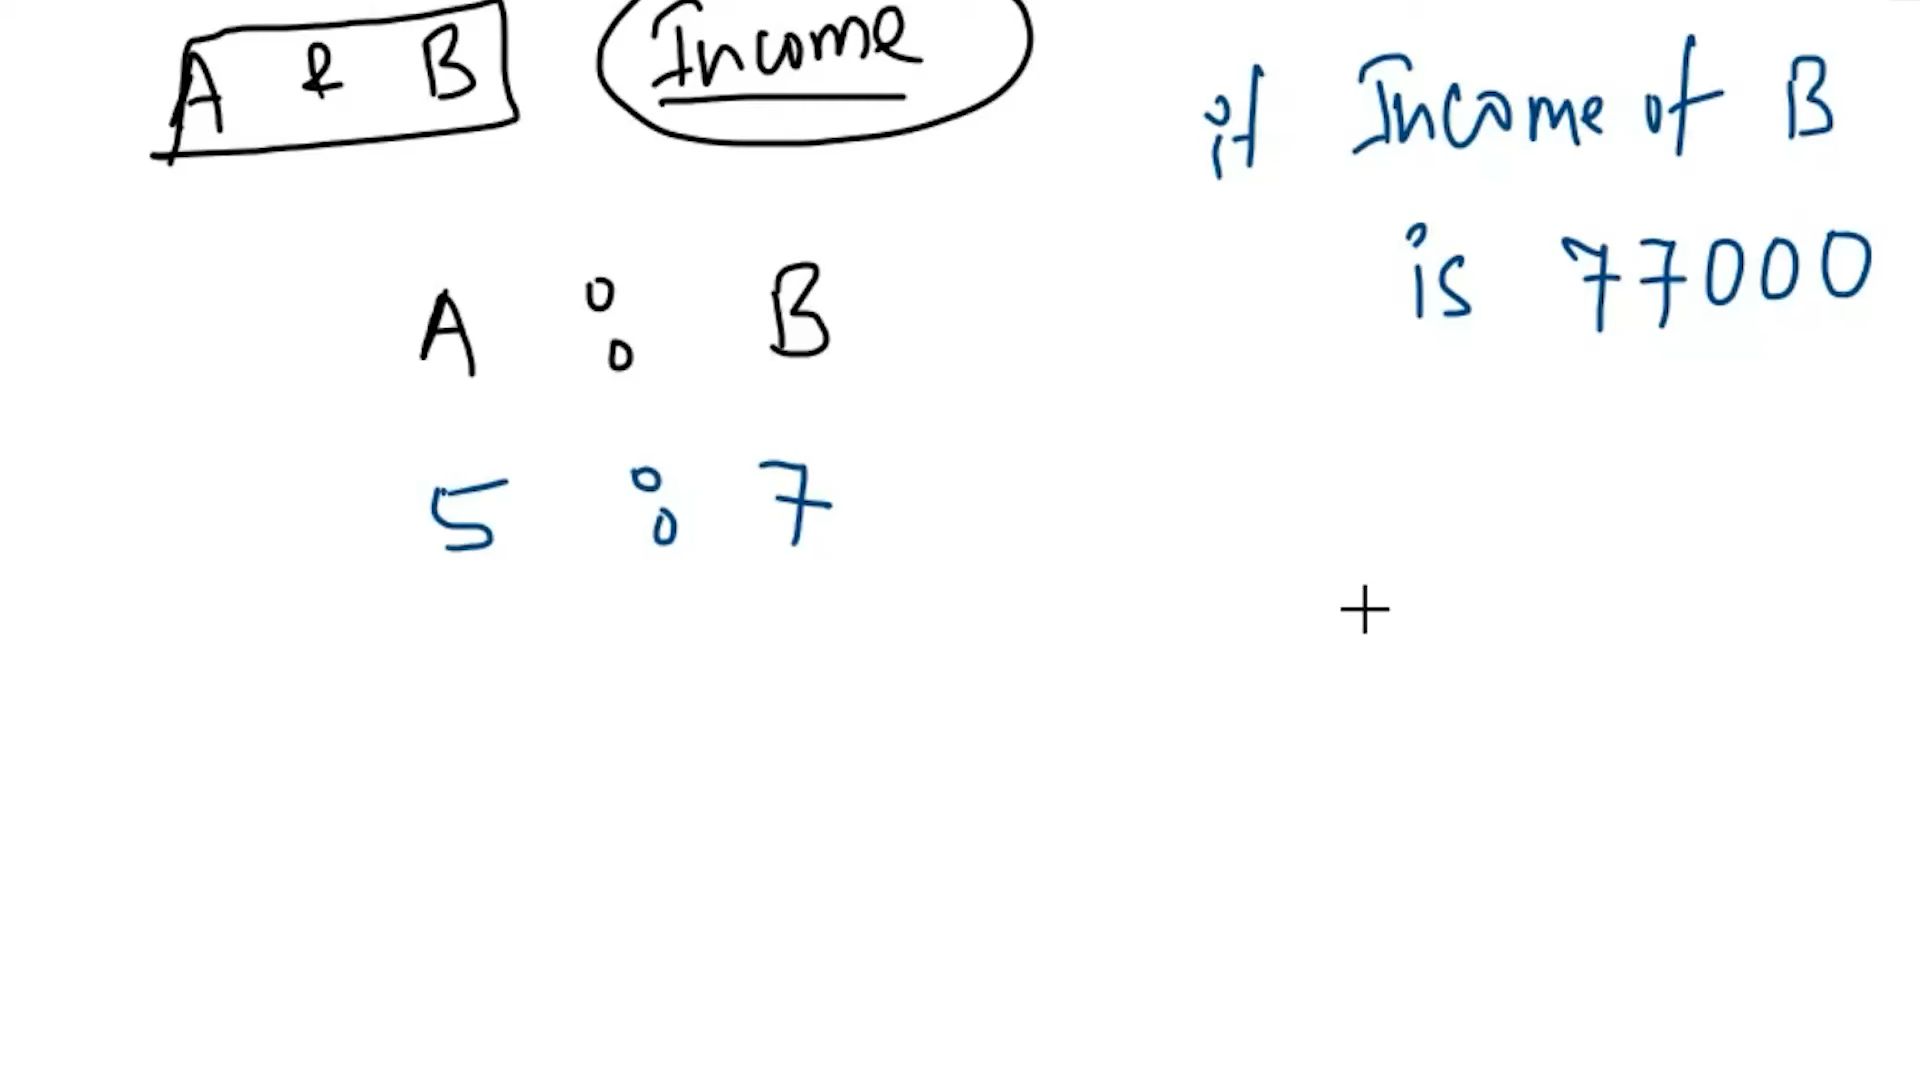 A & B Income
A : B
5 : 7
if Income of B
is 77000